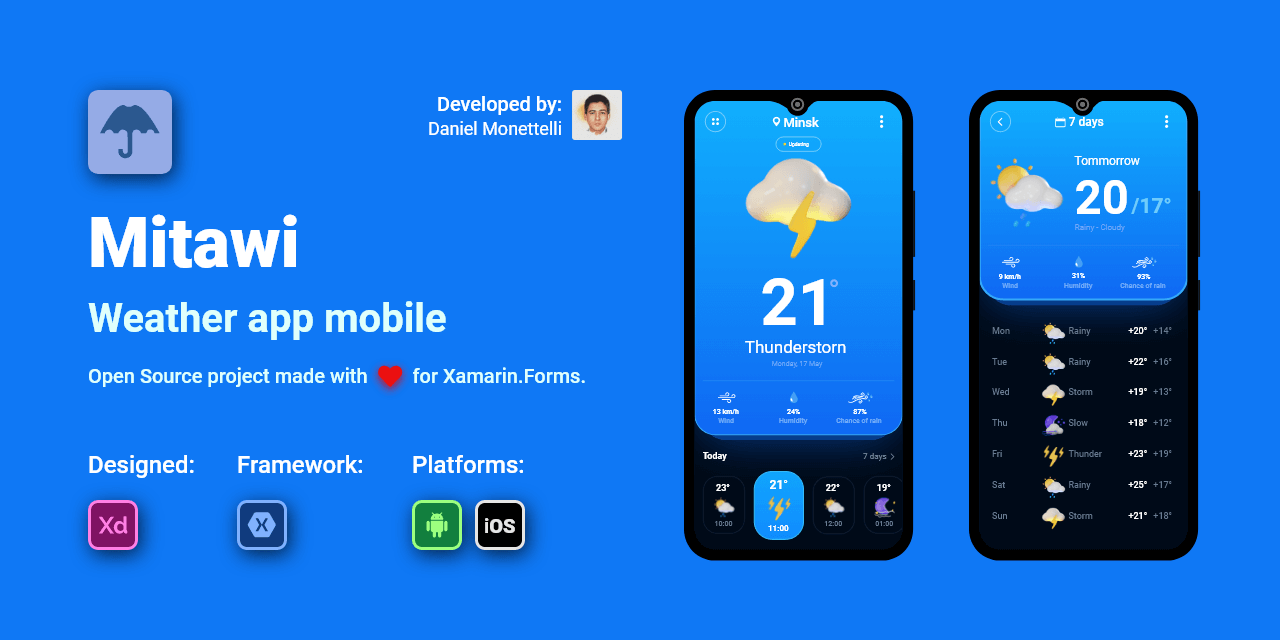 Developed by:
Daniel Monettelli
Mitawi
Weather app mobile
Open Source project made with for Xamarin.Forms.
Designed:
Framework:
Platforms:
Xd
X
iOS
Minsk
Updating
21°
Thunderstorn
Monday, 17 May
13 km/h
Wind
24%
Humidity
87%
Chance of rain
Today
7 days
23°
10:00
21°
11:00
22°
12:00
19°
01:00
7 days
Tommorrow
20 /17°
Rainy - Cloudy
9 km/h
Wind
31%
Humidity
93%
Chance of rain
Mon Rainy +20° +14°
Tue Rainy +22° +16°
Wed Storm +19° +13°
Thu Slow +18° +12°
Fri Thunder +23° +19°
Sat Rainy +25° +17°
Sun Storm +21° +18°